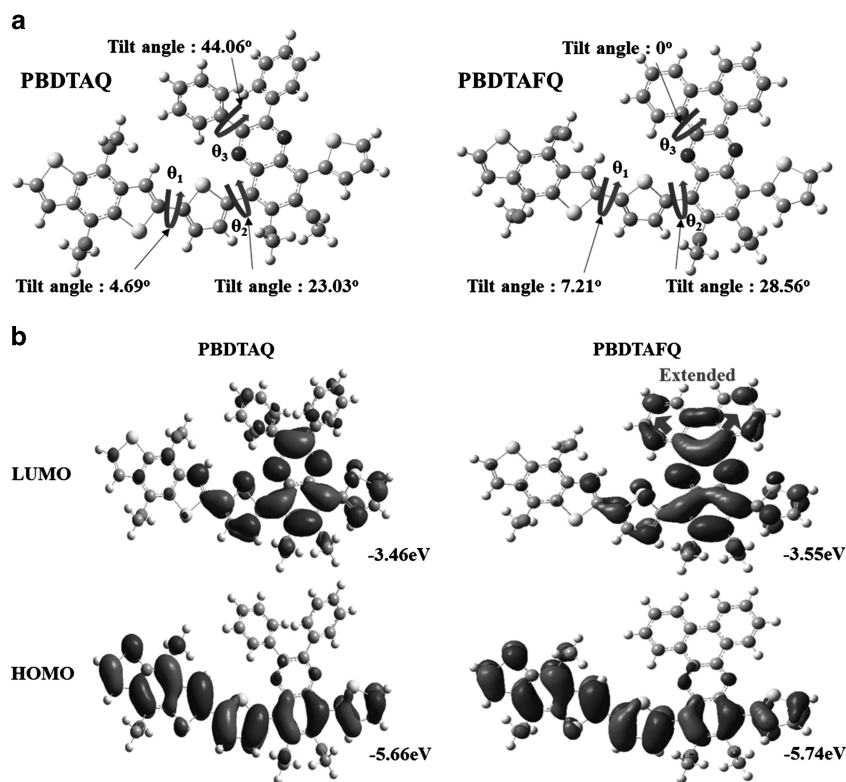 a
PBDTAQ
Tilt angle : 44.06°
θ3
θ1
θ2
Tilt angle : 4.69°
Tilt angle : 23.03°
PBDTAFQ
Tilt angle : 0°
θ3
θ1
θ2
Tilt angle : 7.21°
Tilt angle : 28.56°
b
PBDTAQ
PBDTAFQ
Extended
LUMO
-3.46eV
-3.55eV
HOMO
-5.66eV
-5.74eV